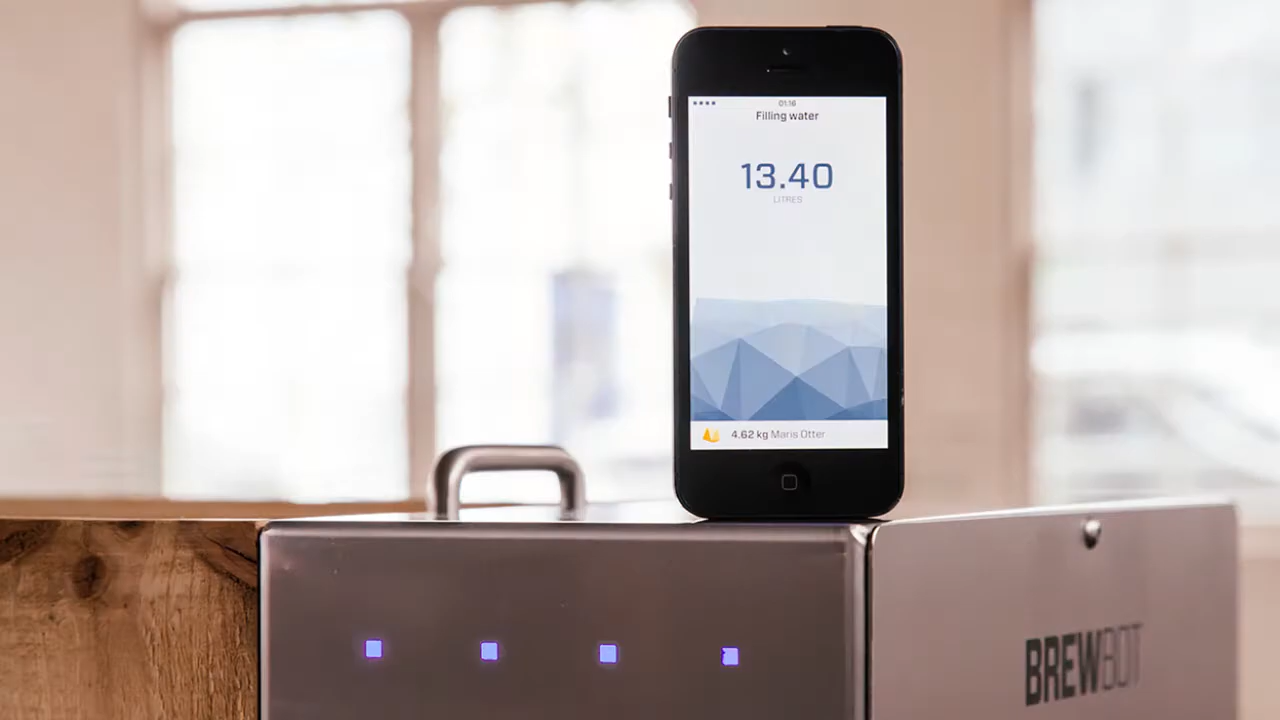 01:16
Filling water
13.40
LITRES
4.62 kg Maris Otter
BREWBOT